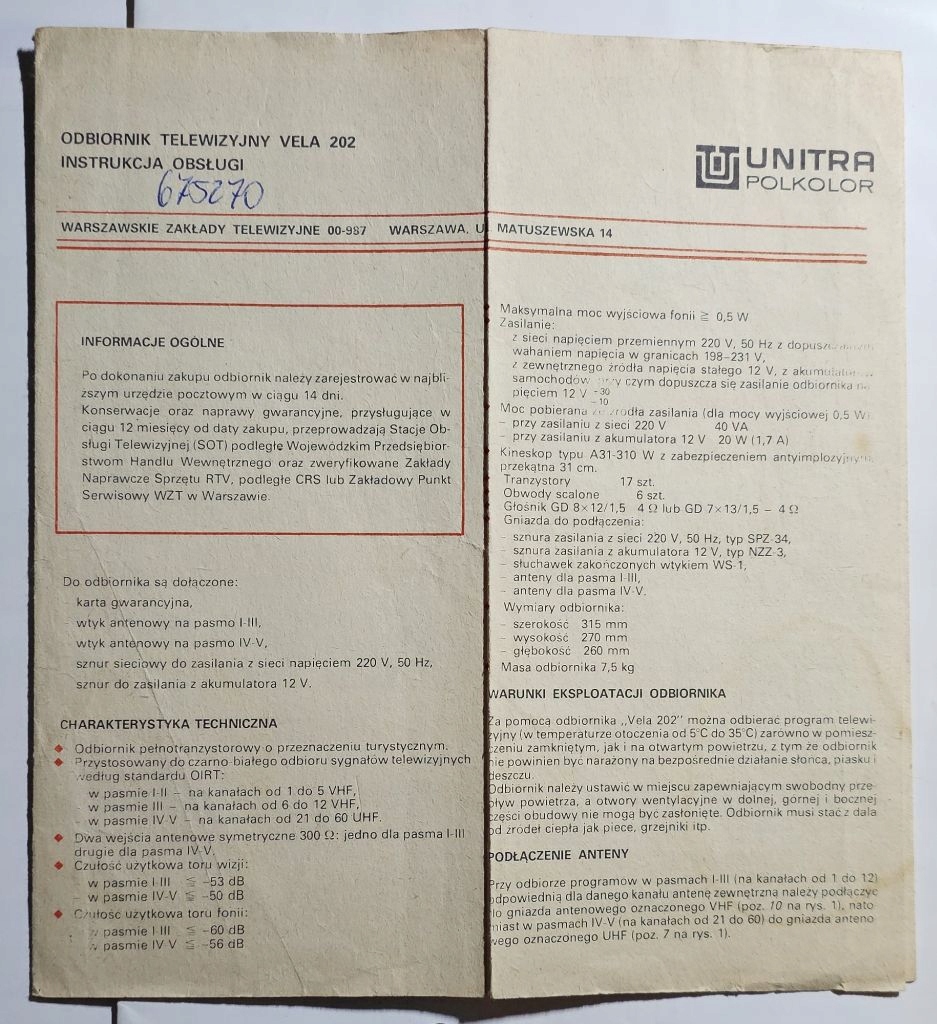 ODBIORNIK TELEWIZYJNY VELA 202
INSTRUKCJA OBSŁUGI
675270
UNITRA
POLKOLOR
WARSZAWSKIE ZAKŁADY TELEWIZYJNE 00-987 WARSZAWA, U MATUSZEWSKA 14
INFORMACJE OGÓLNE
Po dokonaniu zakupu odbiornik należy zarejestrować w najbli-
ższym urzędzie pocztowym w ciągu 14 dni.
Konserwacje oraz naprawy gwarancyjne, przysługujące w
ciągu 12 miesięcy od daty zakupu, przeprowadzają Stacje Ob-
sługi Telewizyjnej (SOT) podległe Wojewódzkim Przedsiębior-
stwom Handlu Wewnętrznego oraz zweryfikowane Zakłady
Naprawcze Sprzętu RTV, podległe CRS lub Zakładowy Punkt
Serwisowy WZT w Warszawie.
Do odbiornika są dołączone:
- karta gwarancyjna,
- wtyk antenowy na pasmo I-III,
- wtyk antenowy na pasmo IV-V,
sznur sieciowy do zasilania z sieci napięciem 220 V, 50 Hz,
sznur do zasilania z akumulatora 12 V.
CHARAKTERYSTYKA TECHNICZNA
◆ Odbiornik pełnotranzystorowy o przeznaczeniu turystycznym.
◆ Przystosowany do czarno-białego odbioru sygnałów telewizyjnych
według standardu OIRT:
w pasmie I-II – na kanałach od 1 do 5 VHF,
- w pasmie III – na kanałach od 6 do 12 VHF,
- w pasmie IV-V – na kanałach od 21 do 60 UHF.
◆ Dwa wejścia antenowe symetryczne 300 Ω: jedno dla pasma I-III
drugie dla pasma IV-V.
◆ Czułość użytkowa toru wizji:
w pasmie I-III ≦ –53 dB
- w pasmie IV-V ≦ –50 dB
◆ Czułość użytkowa toru fonii:
w pasmie I-III ≦ –60 dB
w pasmie IV-V ≦ –56 dB
Maksymalna moc wyjściowa fonii ≧ 0,5 W
Zasilanie:
z sieci napięciem przemiennym 220 V, 50 Hz z
wahaniem napięcia w granicach 198–231 V,
z zewnętrznego źródła napięcia stałego 12 V, z
samochodów przy czym dopuszcza się zasilanie odbiornika
pięciem 12 V –30 –10
Moc pobierana ze źródła zasilania (dla mocy wyjściowej 0,5 W)
- przy zasilaniu z sieci 220 V 40 VA
- przy zasilaniu z akumulatora 12 V 20 W (1,7 A)
Kineskop typu A31-310 W z zabezpieczeniem antyimplozyjnym,
przekątna 31 cm.
Tranzystory 17 szt.
Obwody scalone 6 szt.
Głośnik GD 8×12/1,5 4 Ω lub GD 7×13/1,5 – 4 Ω
Gniazda do podłączenia:
- sznura zasilania z sieci 220 V, 50 Hz, typ SPZ-34,
- sznura zasilania z akumulatora 12 V, typ NZZ-3,
- słuchawek zakończonych wtykiem WS-1,
- anteny dla pasma I-III,
- anteny dla pasma IV-V.
Wymiary odbiornika:
- szerokość 315 mm
- wysokość 270 mm
- głębokość 260 mm
Masa odbiornika 7,5 kg
WARUNKI EKSPLOATACJI ODBIORNIKA
Za pomocą odbiornika „Vela 202” można odbierać program telewi-
zyjny (w temperaturze otoczenia od 5°C do 35°C) zarówno w pomiesz-
czeniu zamkniętym, jak i na otwartym powietrzu, z tym że odbiornik
nie powinien być narażony na bezpośrednie działanie słońca, piasku i
deszczu.
Odbiornik należy ustawić w miejscu zapewniającym swobodny prze-
pływ powietrza, a otwory wentylacyjne w dolnej, górnej i bocznej
części obudowy nie mogą być zasłonięte. Odbiornik musi stać z dala
od źródeł ciepła jak piece, grzejniki itp.
PODŁĄCZENIE ANTENY
Przy odbiorze programów w pasmach I-III (na kanałach od 1 do 12)
odpowiednią dla danego kanału antenę zewnętrzną należy podłączyć
do gniazda antenowego oznaczonego VHF (poz. 10 na rys. 1), nato
miast w pasmach IV-V (na kanałach od 21 do 60) do gniazda anteno
wego oznaczonego UHF (poz. 7 na rys. 1).